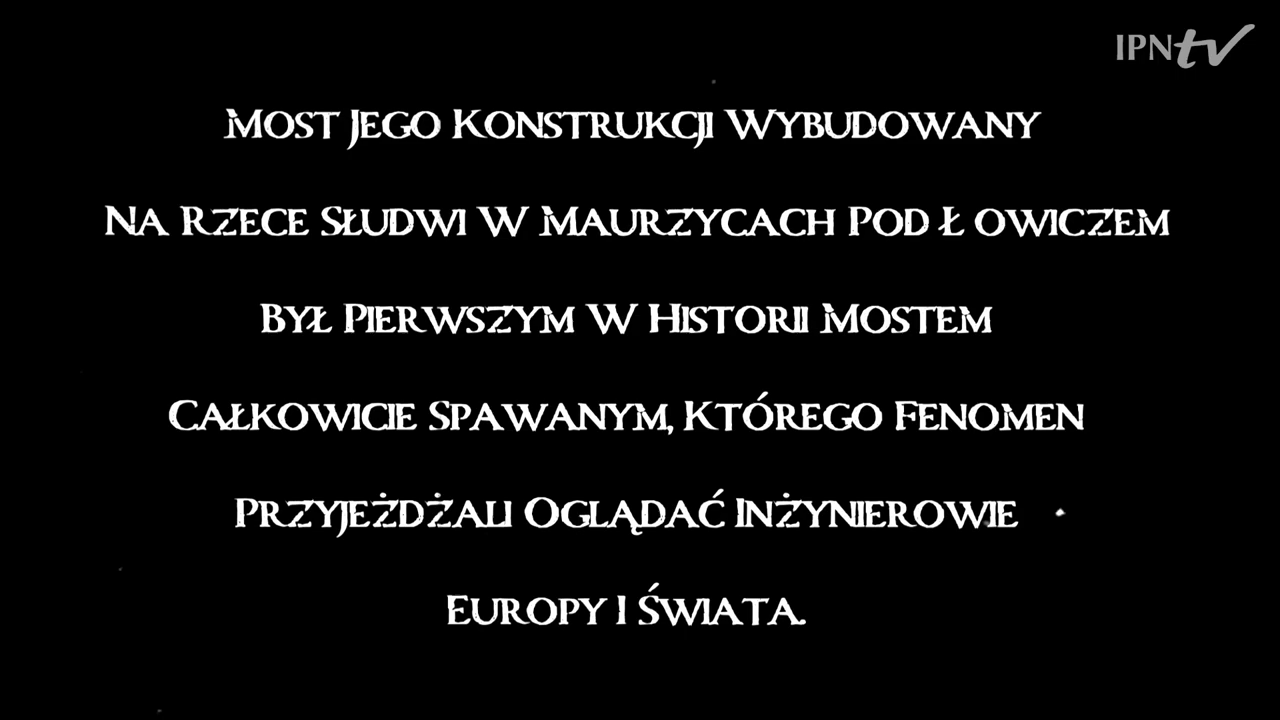 IPNtv
Most Jego Konstrukcji Wybudowany
Na Rzece Słudwi W Maurzycach Pod Ł owiczem
Był Pierwszym W Historii Mostem
Całkowicie Spawanym, Którego Fenomen
Przyjeżdżali Oglądać Inżynierowie
Europy I Świata.